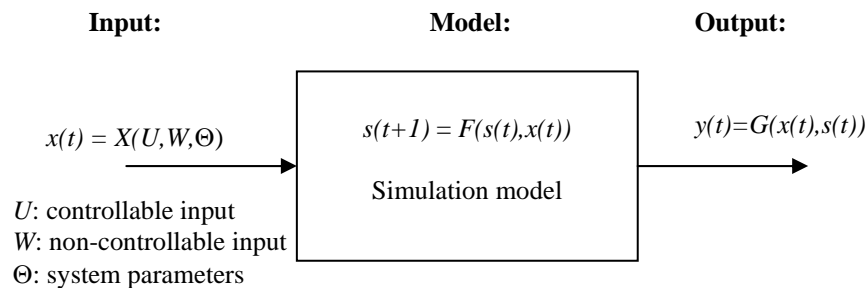 Input: Model: Output:
x(t) = X(U,W,Θ)
s(t+1) = F(s(t),x(t))
y(t)=G(x(t),s(t))
Simulation model
U: controllable input
W: non-controllable input
Θ: system parameters